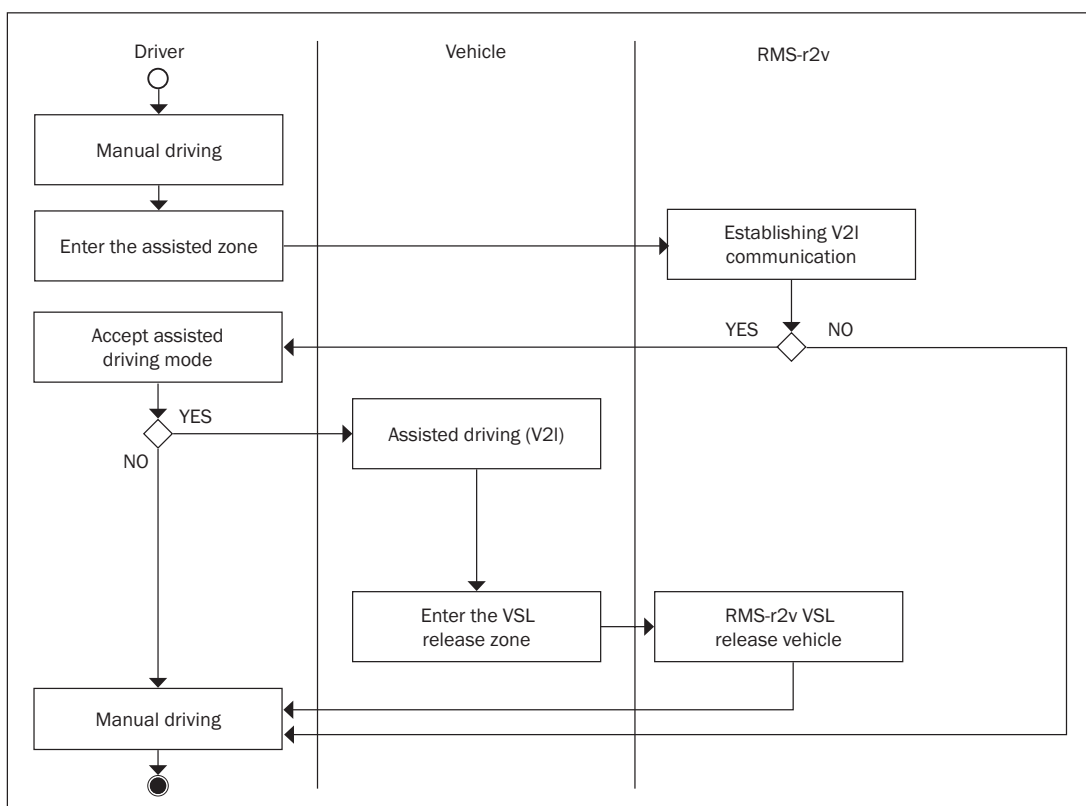 Driver
Vehicle
RMS-r2v
Manual driving
Enter the assisted zone
Establishing V2I
communication
YES
NO
Accept assisted
driving mode
YES
NO
Assisted driving (V2I)
Enter the VSL
release zone
RMS-r2v VSL
release vehicle
Manual driving